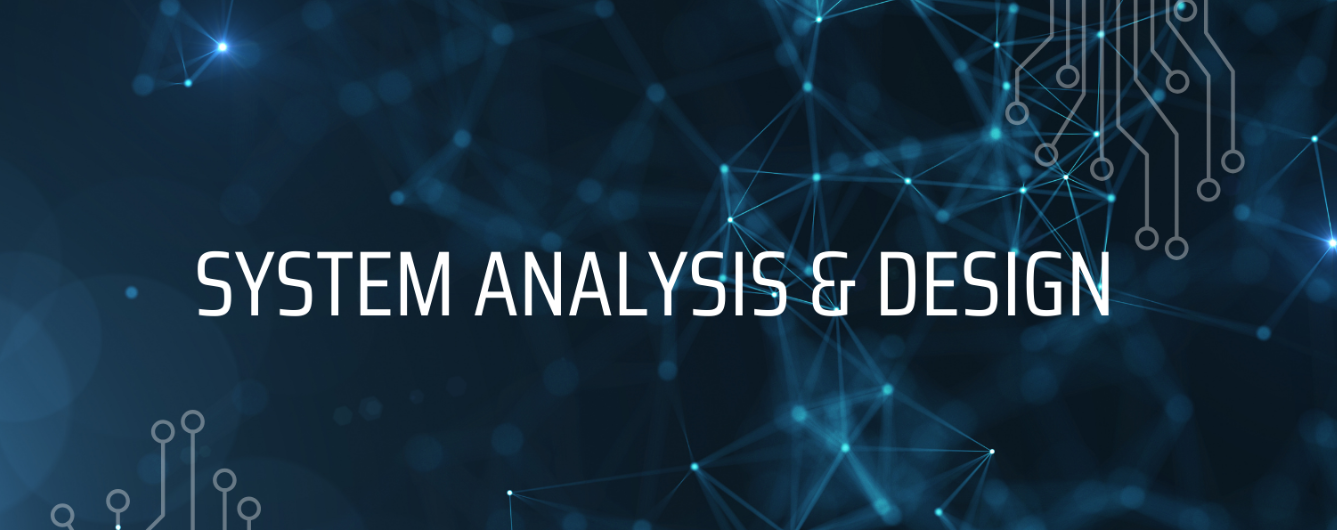 SYSTEM ANALYSIS & DESIGN